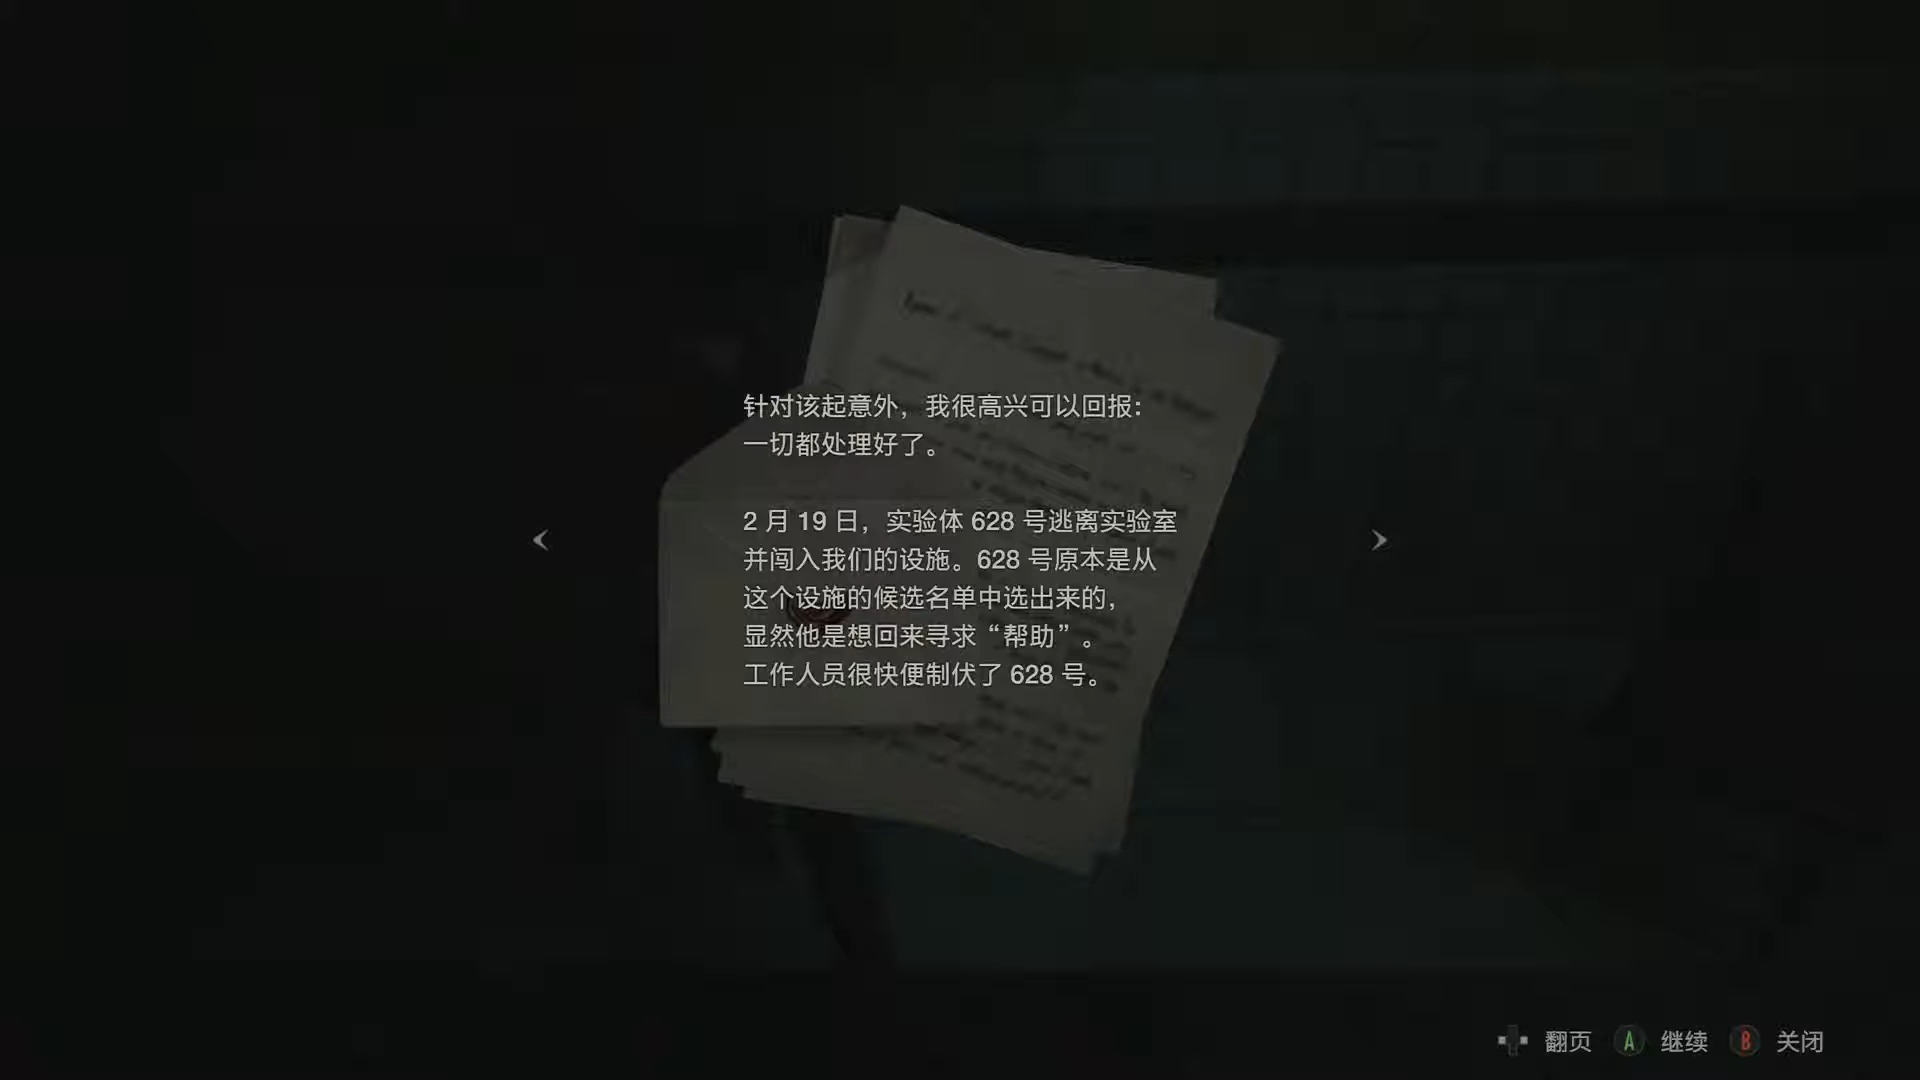 针对该起意外，我很高兴可以回报：
一切都处理好了。
2 月 19 日，实验体 628 号逃离实验室
并闯入我们的设施。628 号原本是从
这个设施的候选名单中选出来的，
显然他是想回来寻求“帮助”。
工作人员很快便制伏了 628 号。
翻页 A 继续 B 关闭